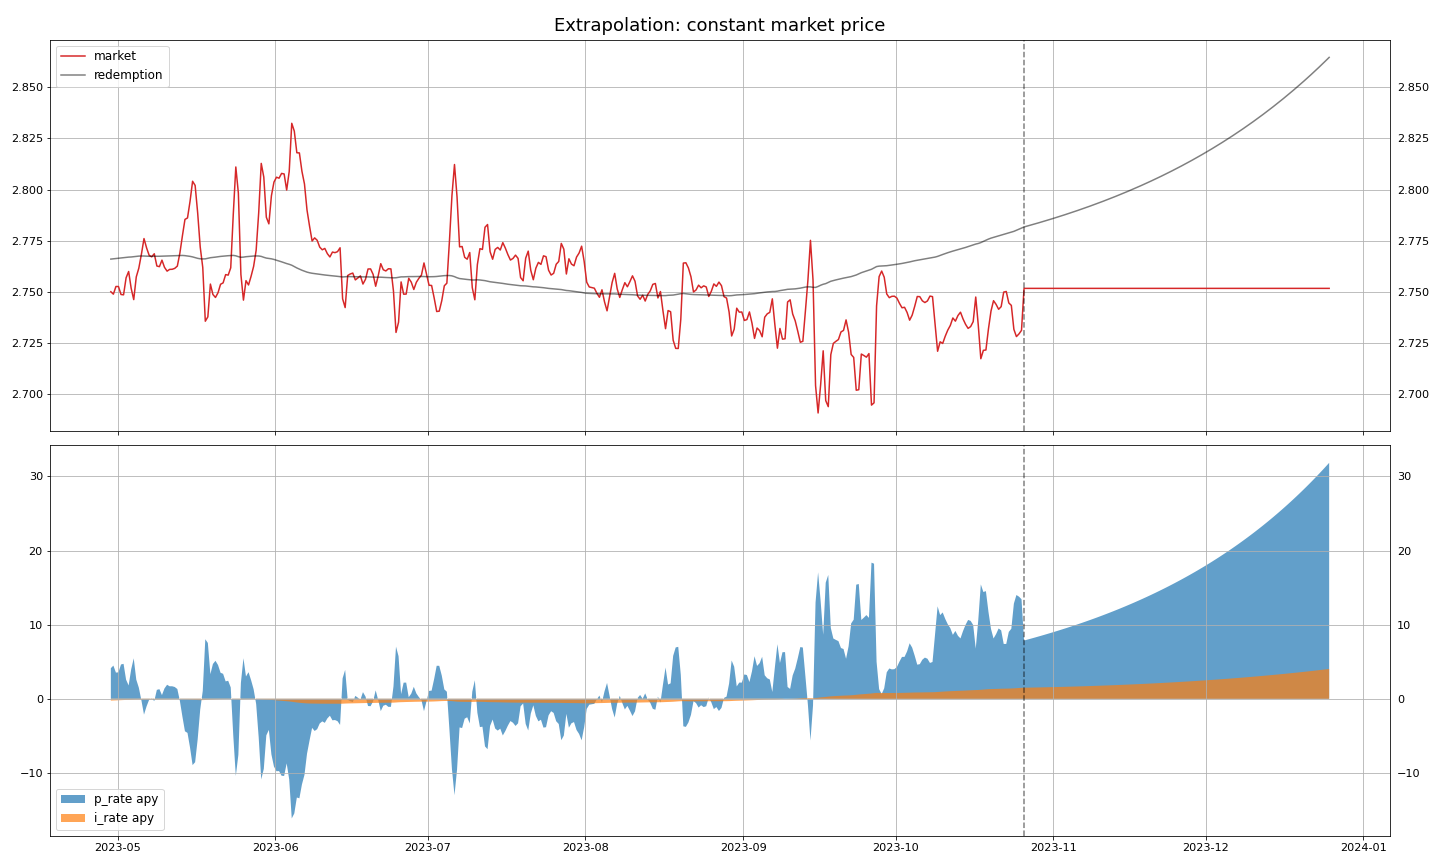 Extrapolation: constant market price
market
redemption
2.850 2.850
2.825 2.825
2.800 2.800
2.775 2.775
2.750 2.750
2.725 2.725
2.700 2.700
30 30
20 20
10 10
0 0
−10 −10
p_rate apy
i_rate apy
2023-05 2023-06 2023-07 2023-08 2023-09 2023-10 2023-11 2023-12 2024-01